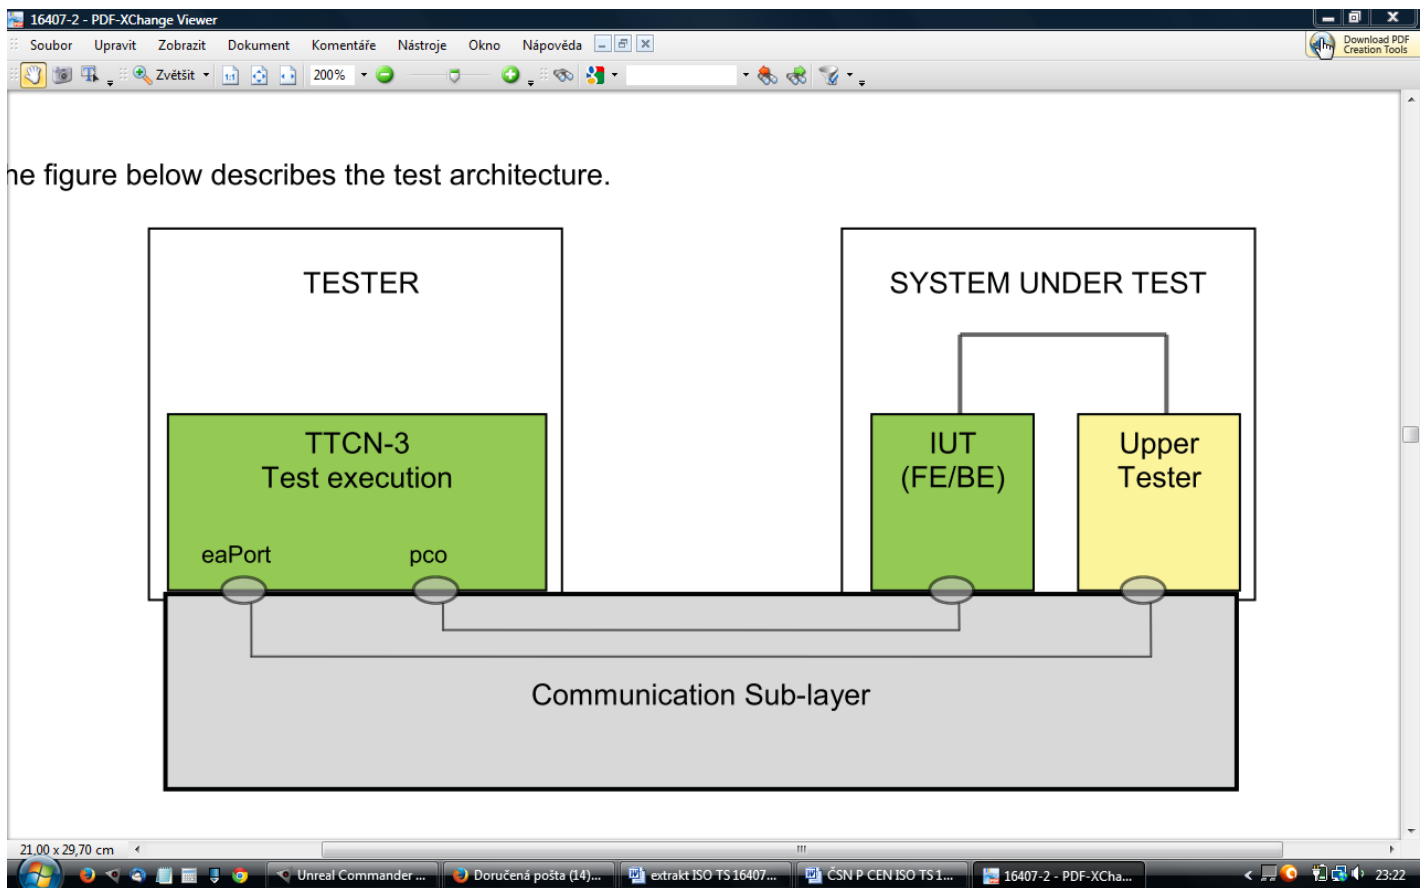 16407-2 - PDF-XChange Viewer
Soubor Upravit Zobrazit Dokument Komentáře Nástroje Okno Nápověda
Download PDF
Creation Tools
Zvětšit 1:1 200%
he figure below describes the test architecture.
TESTER
SYSTEM UNDER TEST
TTCN-3
Test execution
IUT
(FE/BE)
Upper
Tester
eaPort pco
Communication Sub-layer
21,00 x 29,70 cm
Unreal Commander ... Doručená pošta (14)... extrakt ISO TS 16407... ČSN P CEN ISO TS 1... 16407-2 - PDF-XCha... 23:22